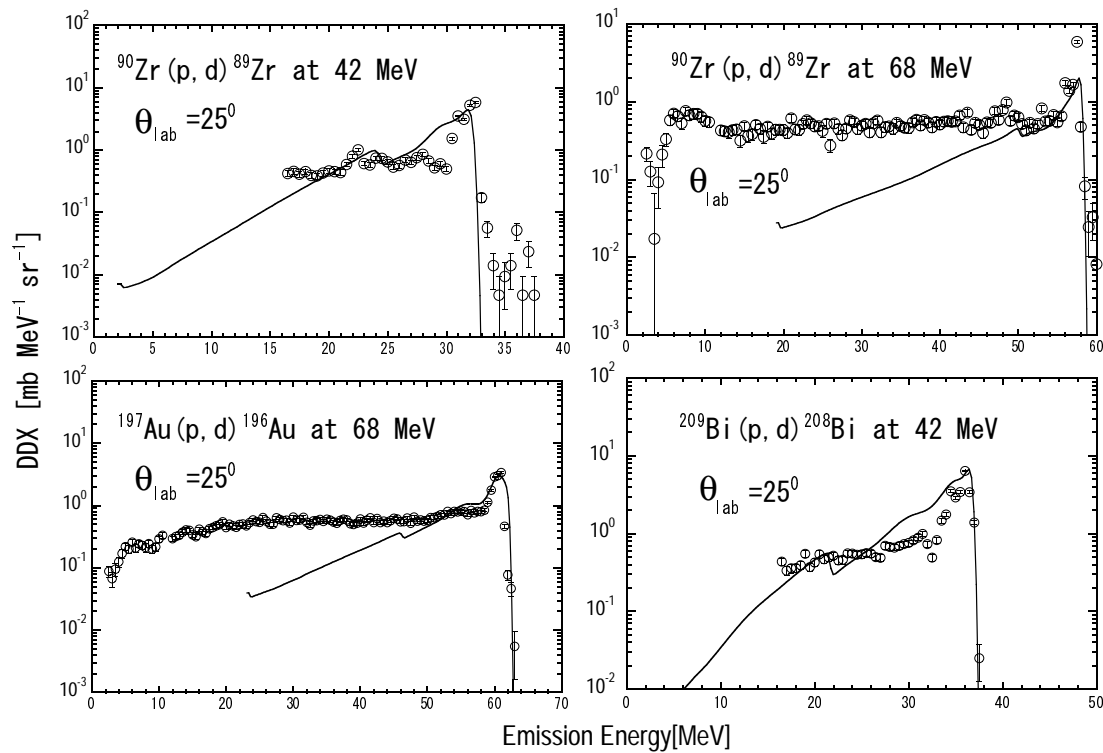 10²
10¹
10⁰
10⁻¹
10⁻²
10⁻³
⁹⁰Zr(p,d)⁸⁹Zr at 42 MeV
θlab=25⁰
0 5 10 15 20 25 30 35 40
10¹
10⁰
10⁻¹
10⁻²
10⁻³
⁹⁰Zr(p,d)⁸⁹Zr at 68 MeV
θlab=25⁰
0 10 20 30 40 50 60
DDX [mb MeV⁻¹ sr⁻¹]
10²
10¹
10⁰
10⁻¹
10⁻²
10⁻³
¹⁹⁷Au(p,d)¹⁹⁶Au at 68 MeV
θlab=25⁰
0 10 20 30 40 50 60 70
10²
10¹
10⁰
10⁻¹
10⁻²
²⁰⁹Bi(p,d)²⁰⁸Bi at 42 MeV
θlab=25⁰
0 10 20 30 40 50
Emission Energy[MeV]